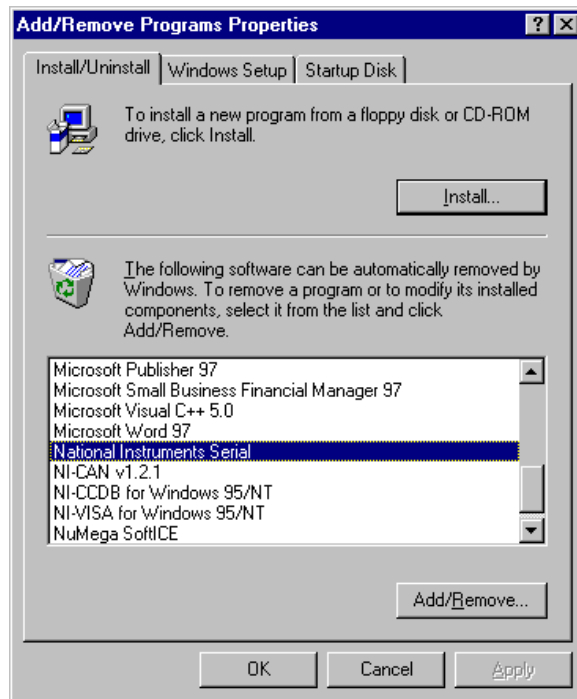 Add/Remove Programs Properties
Install/Uninstall
Windows Setup
Startup Disk
To install a new program from a floppy disk or CD-ROM
drive, click Install.
Install...
The following software can be automatically removed by
Windows. To remove a program or to modify its installed
components, select it from the list and click
Add/Remove.
Microsoft Publisher 97
Microsoft Small Business Financial Manager 97
Microsoft Visual C++ 5.0
Microsoft Word 97
National Instruments Serial
NI-CAN v1.2.1
NI-CCDB for Windows 95/NT
NI-VISA for Windows 95/NT
NuMega SoftICE
Add/Remove...
OK
Cancel
Apply